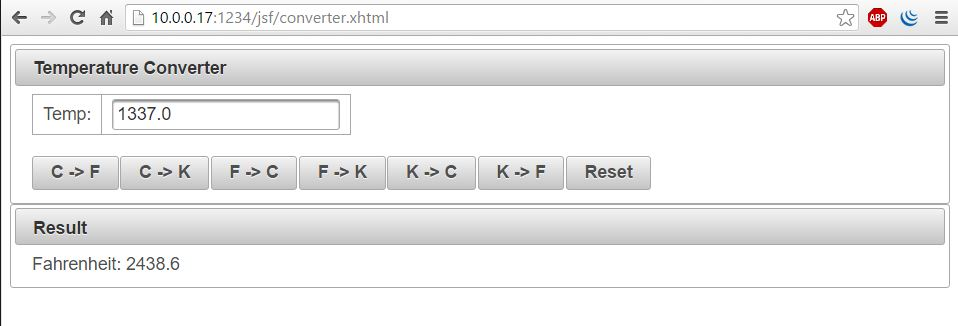 10.0.0.17:1234/jsf/converter.xhtml
ABP
Temperature Converter
Temp: 1337.0
C -> F C -> K F -> C F -> K K -> C K -> F Reset
Result
Fahrenheit: 2438.6